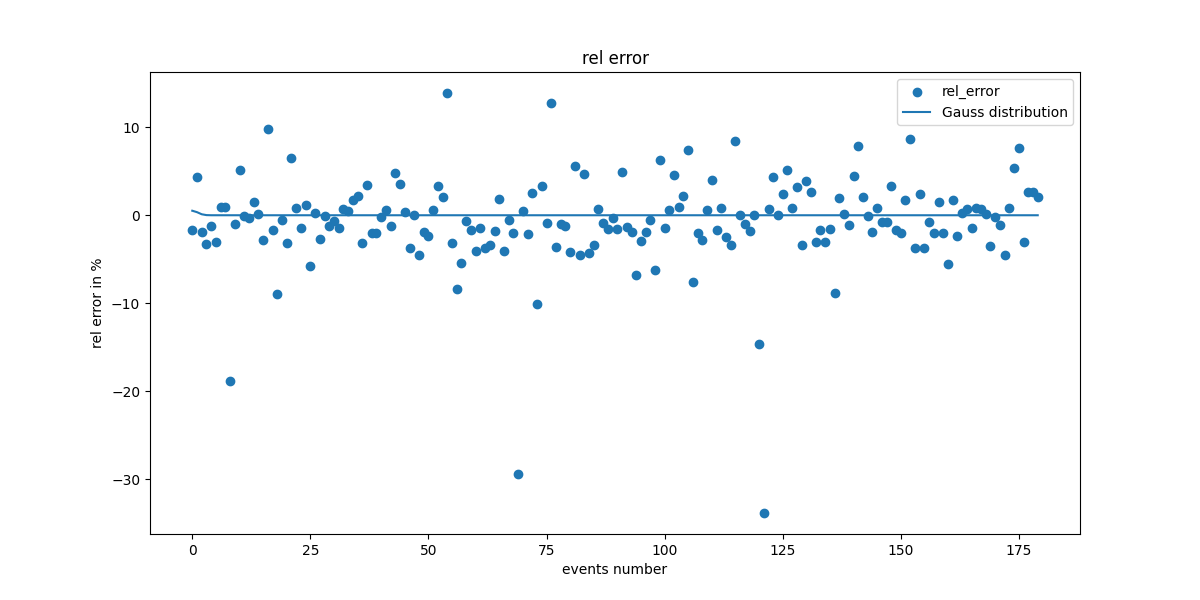 rel error
rel_error
Gauss distribution
rel error in %
10
0
−10
−20
−30
0 25 50 75 100 125 150 175
events number